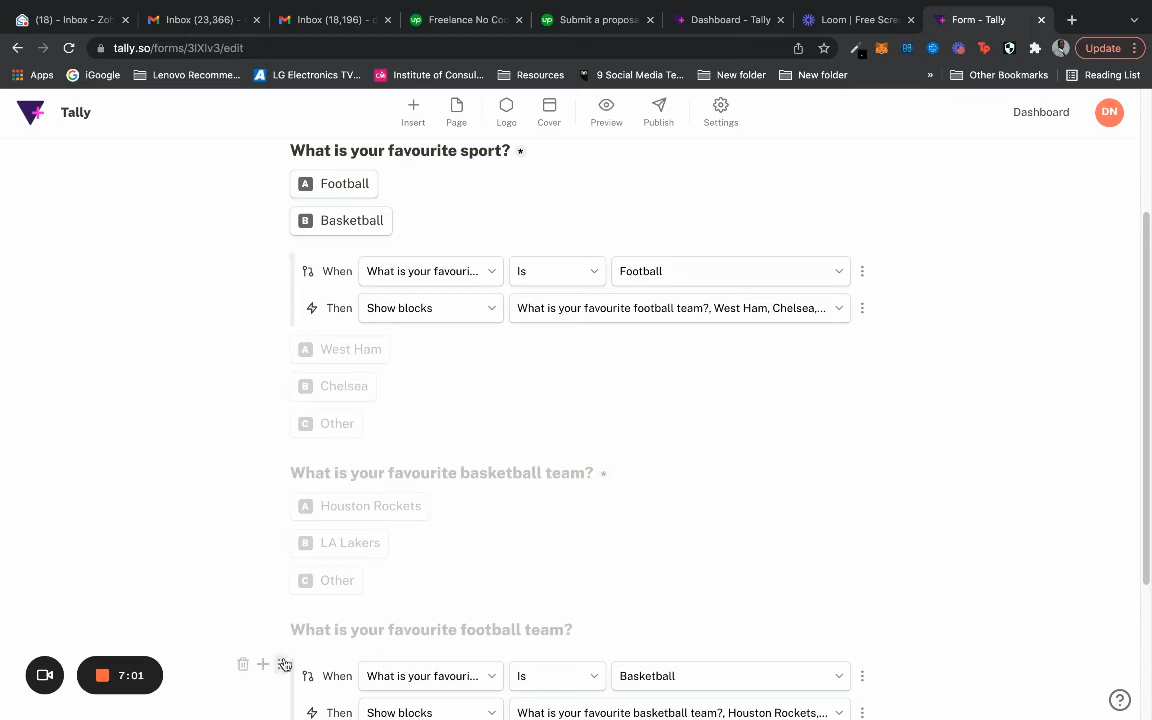 (18) - Inbox - Zoh
Inbox (23,366) -
Inbox (18,196) - d
Freelance No Coo
Submit a proposa
Dashboard - Tally
Loom | Free Scre
Form - Tally
tally.so/forms/3lXlv3/edit
Update
Apps
iGoogle
Lenovo Recomme...
LG Electronics TV...
Institute of Consul...
Resources
9 Social Media Te...
New folder
New folder
»
Other Bookmarks
Reading List
Tally
Insert
Page
Logo
Cover
Preview
Publish
Settings
Dashboard
DN
What is your favourite sport? *
A Football
B Basketball
When What is your favouri... Is Football
Then Show blocks What is your favourite football team?, West Ham, Chelsea,...
A West Ham
B Chelsea
C Other
What is your favourite basketball team? *
A Houston Rockets
B LA Lakers
C Other
What is your favourite football team?
When What is your favouri... Is Basketball
Then Show blocks What is your favourite basketball team?, Houston Rockets,...
7:01